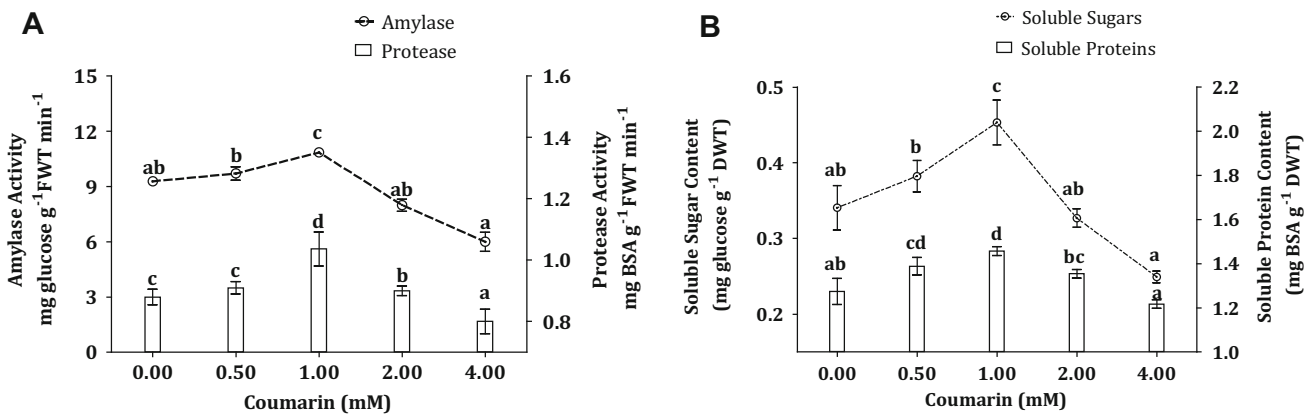 A
Amylase
Protease
Amylase Activity
mg glucose g⁻¹FWT min⁻¹
15
12
9
6
3
0
ab
b
c
ab
a
c
c
d
b
a
1.6
1.4
1.2
1.0
0.8
Protease Activity
mg BSA g⁻¹FWT min⁻¹
0.00 0.50 1.00 2.00 4.00
Coumarin (mM)
B
Soluble Sugars
Soluble Proteins
Soluble Sugar Content
(mg glucose g⁻¹ DWT)
0.5
0.4
0.3
0.2
ab
b
c
ab
a
ab
cd
d
bc
a
2.2
2.0
1.8
1.6
1.4
1.2
1.0
Soluble Protein Content
(mg BSA g⁻¹ DWT)
0.00 0.50 1.00 2.00 4.00
Coumarin (mM)